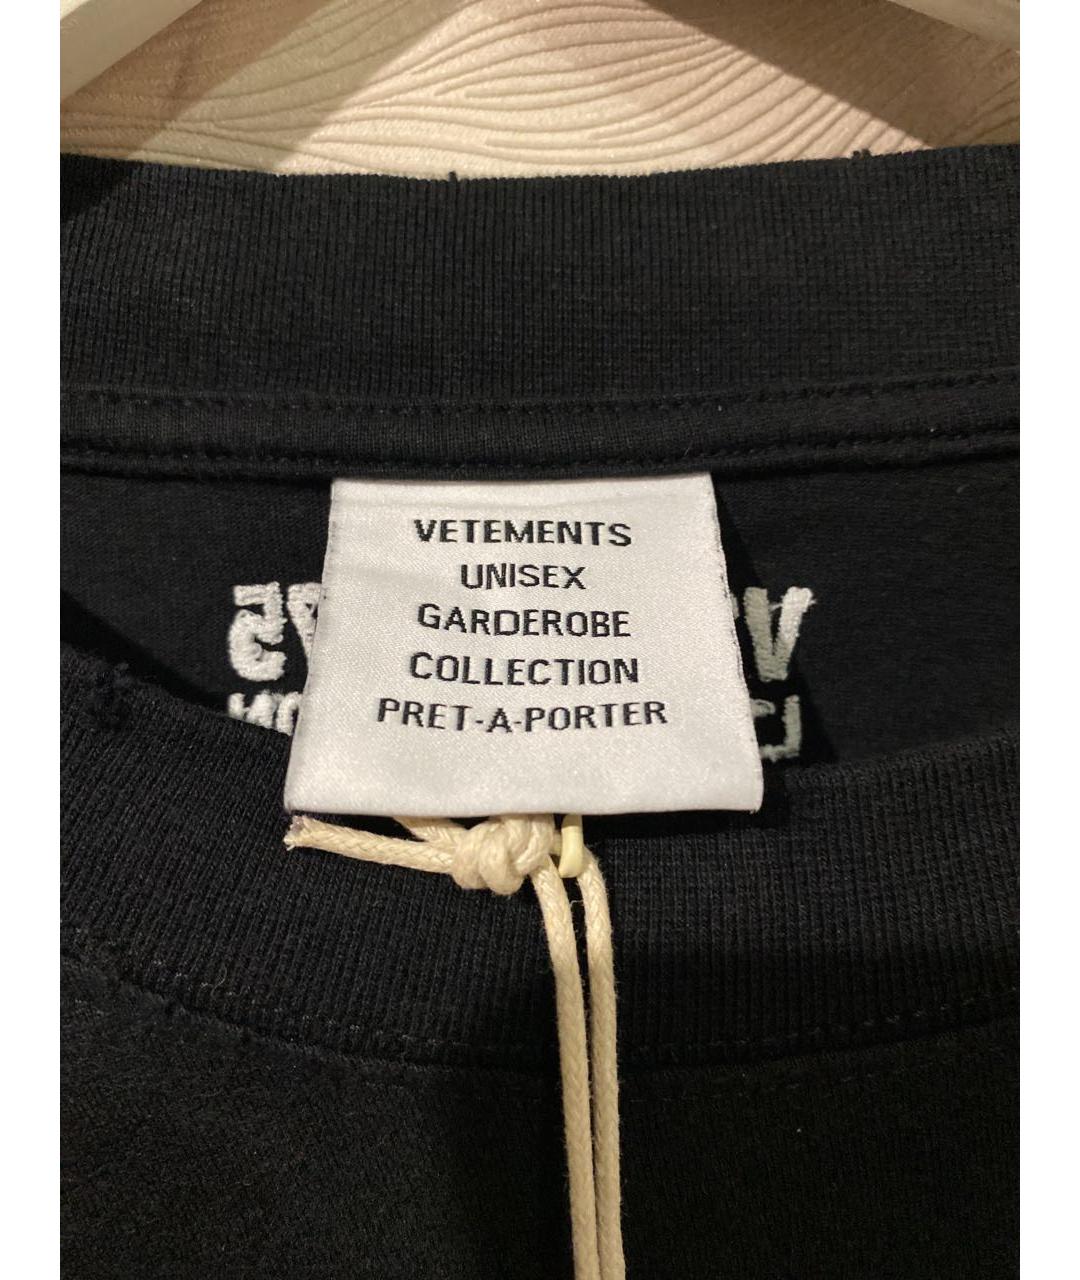 VETEMENTS
UNISEX
GARDEROBE
COLLECTION
PRET-A-PORTER